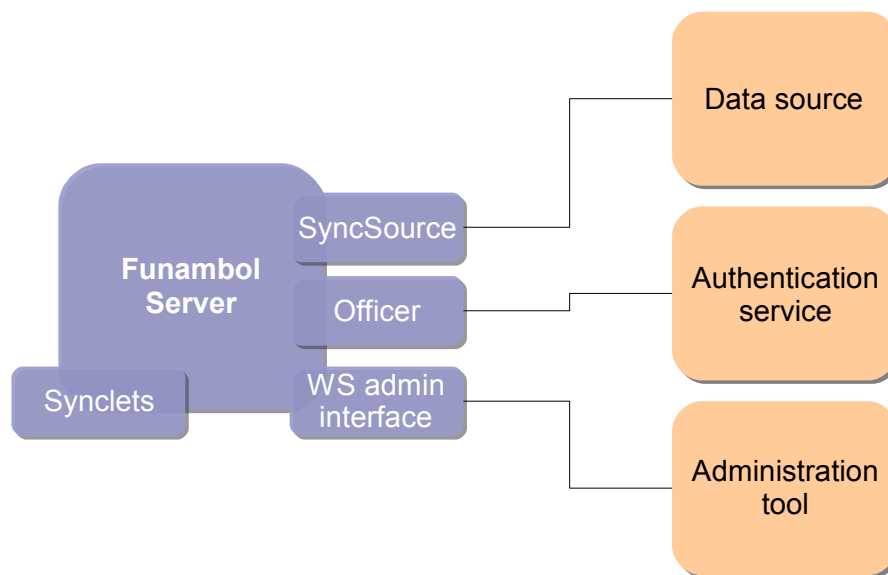 Data source
SyncSource
Funambol
Server
Authentication
service
Officer
Synclets
WS admin
interface
Administration
tool